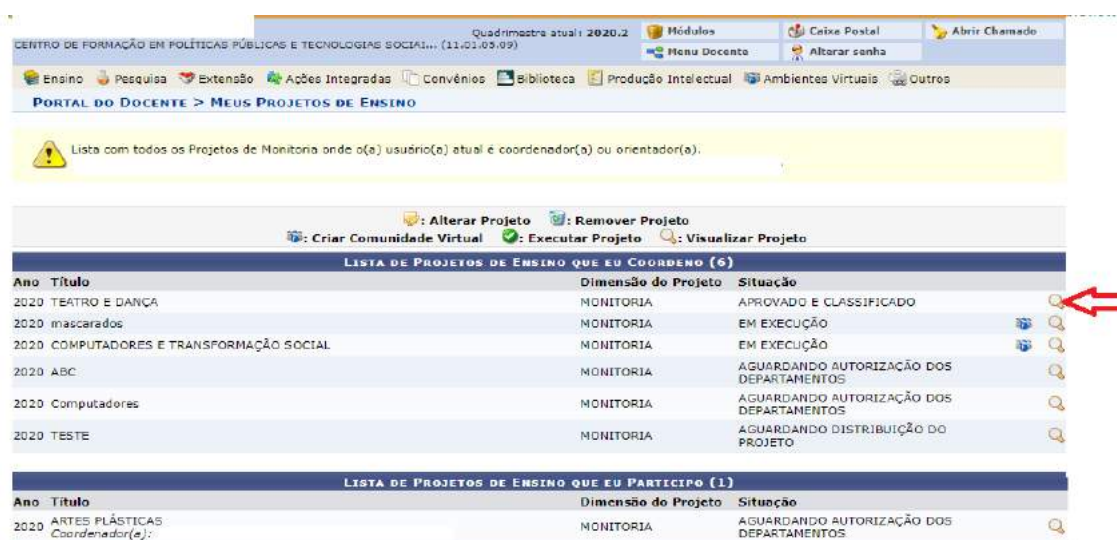 Quadrimestre atual: 2020.2 Módulos Caixa Postal Abrir Chamado
CENTRO DE FORMAÇÃO EM POLÍTICAS PÚBLICAS E TECNOLOGIAS SOCIAI... (11.01.05.09) Menu Docente Alterar senha
Ensino Pesquisa Extensão Ações Integradas Convênios Biblioteca Produção Intelectual Ambientes Virtuais Outros
PORTAL DO DOCENTE > MEUS PROJETOS DE ENSINO
Lista com todos os Projetos de Monitoria onde o(a) usuário(a) atual é coordenador(a) ou orientador(a).
: Alterar Projeto : Remover Projeto
: Criar Comunidade Virtual : Executar Projeto : Visualizar Projeto
LISTA DE PROJETOS DE ENSINO QUE EU COORDENO (6)
Ano Título Dimensão do Projeto Situação
2020 TEATRO E DANÇA MONITORIA APROVADO E CLASSIFICADO
2020 mascarados MONITORIA EM EXECUÇÃO
2020 COMPUTADORES E TRANSFORMAÇÃO SOCIAL MONITORIA EM EXECUÇÃO
2020 ABC MONITORIA AGUARDANDO AUTORIZAÇÃO DOS
DEPARTAMENTOS
2020 Computadores MONITORIA AGUARDANDO AUTORIZAÇÃO DOS
DEPARTAMENTOS
2020 TESTE MONITORIA AGUARDANDO DISTRIBUIÇÃO DO
PROJETO
LISTA DE PROJETOS DE ENSINO QUE EU PARTICIPO (1)
Ano Título Dimensão do Projeto Situação
2020 ARTES PLÁSTICAS MONITORIA AGUARDANDO AUTORIZAÇÃO DOS
Coordenador(a): DEPARTAMENTOS